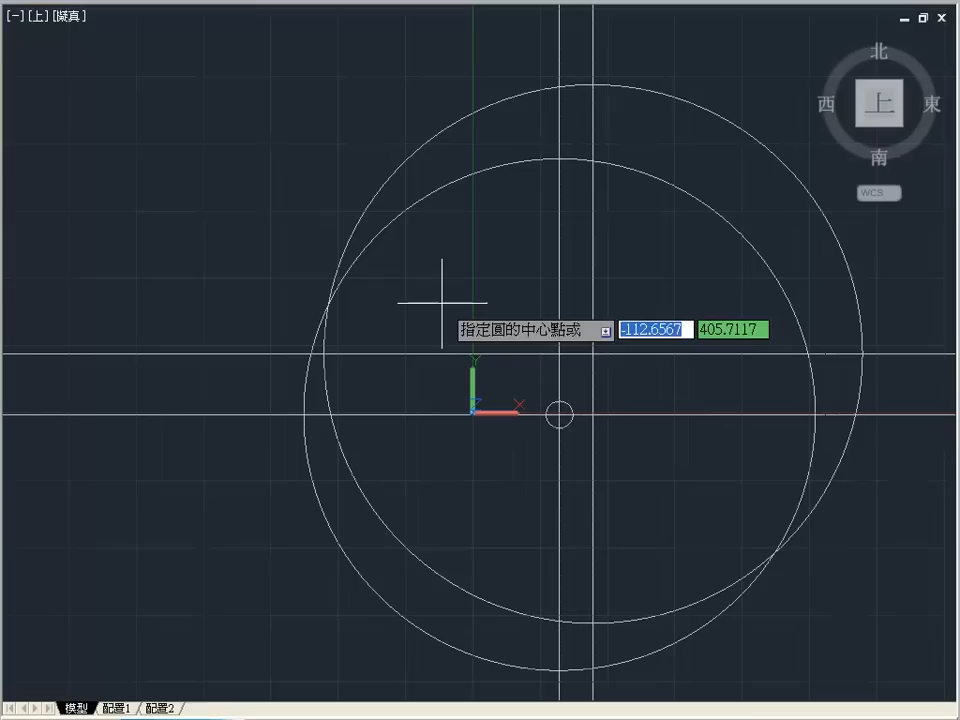 [−] [上] [擬真]
北
西 上 東
南
WCS
指定圓的中心點或 -112.6567 405.7117
Y
Z
X
模型 配置1 配置2